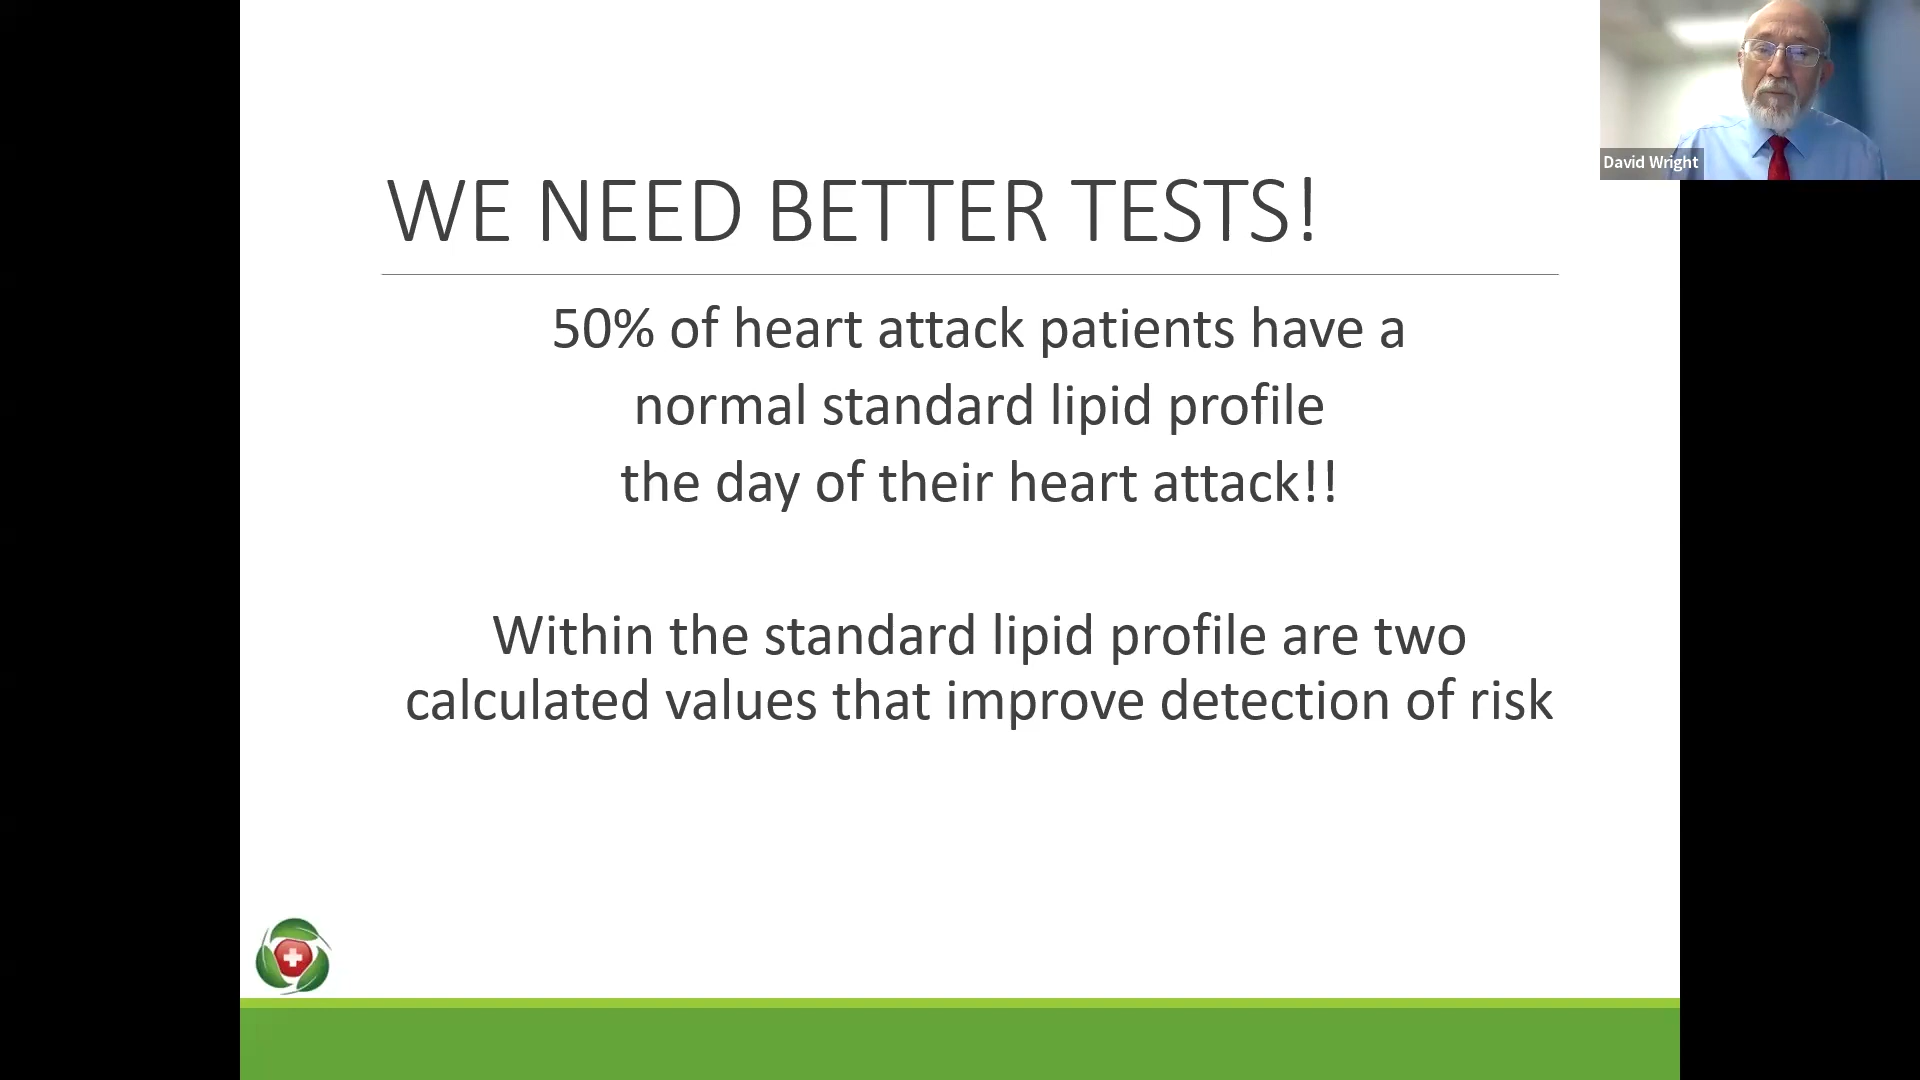 WE NEED BETTER TESTS!
50% of heart attack patients have a
normal standard lipid profile
the day of their heart attack!!
Within the standard lipid profile are two
calculated values that improve detection of risk
David Wright